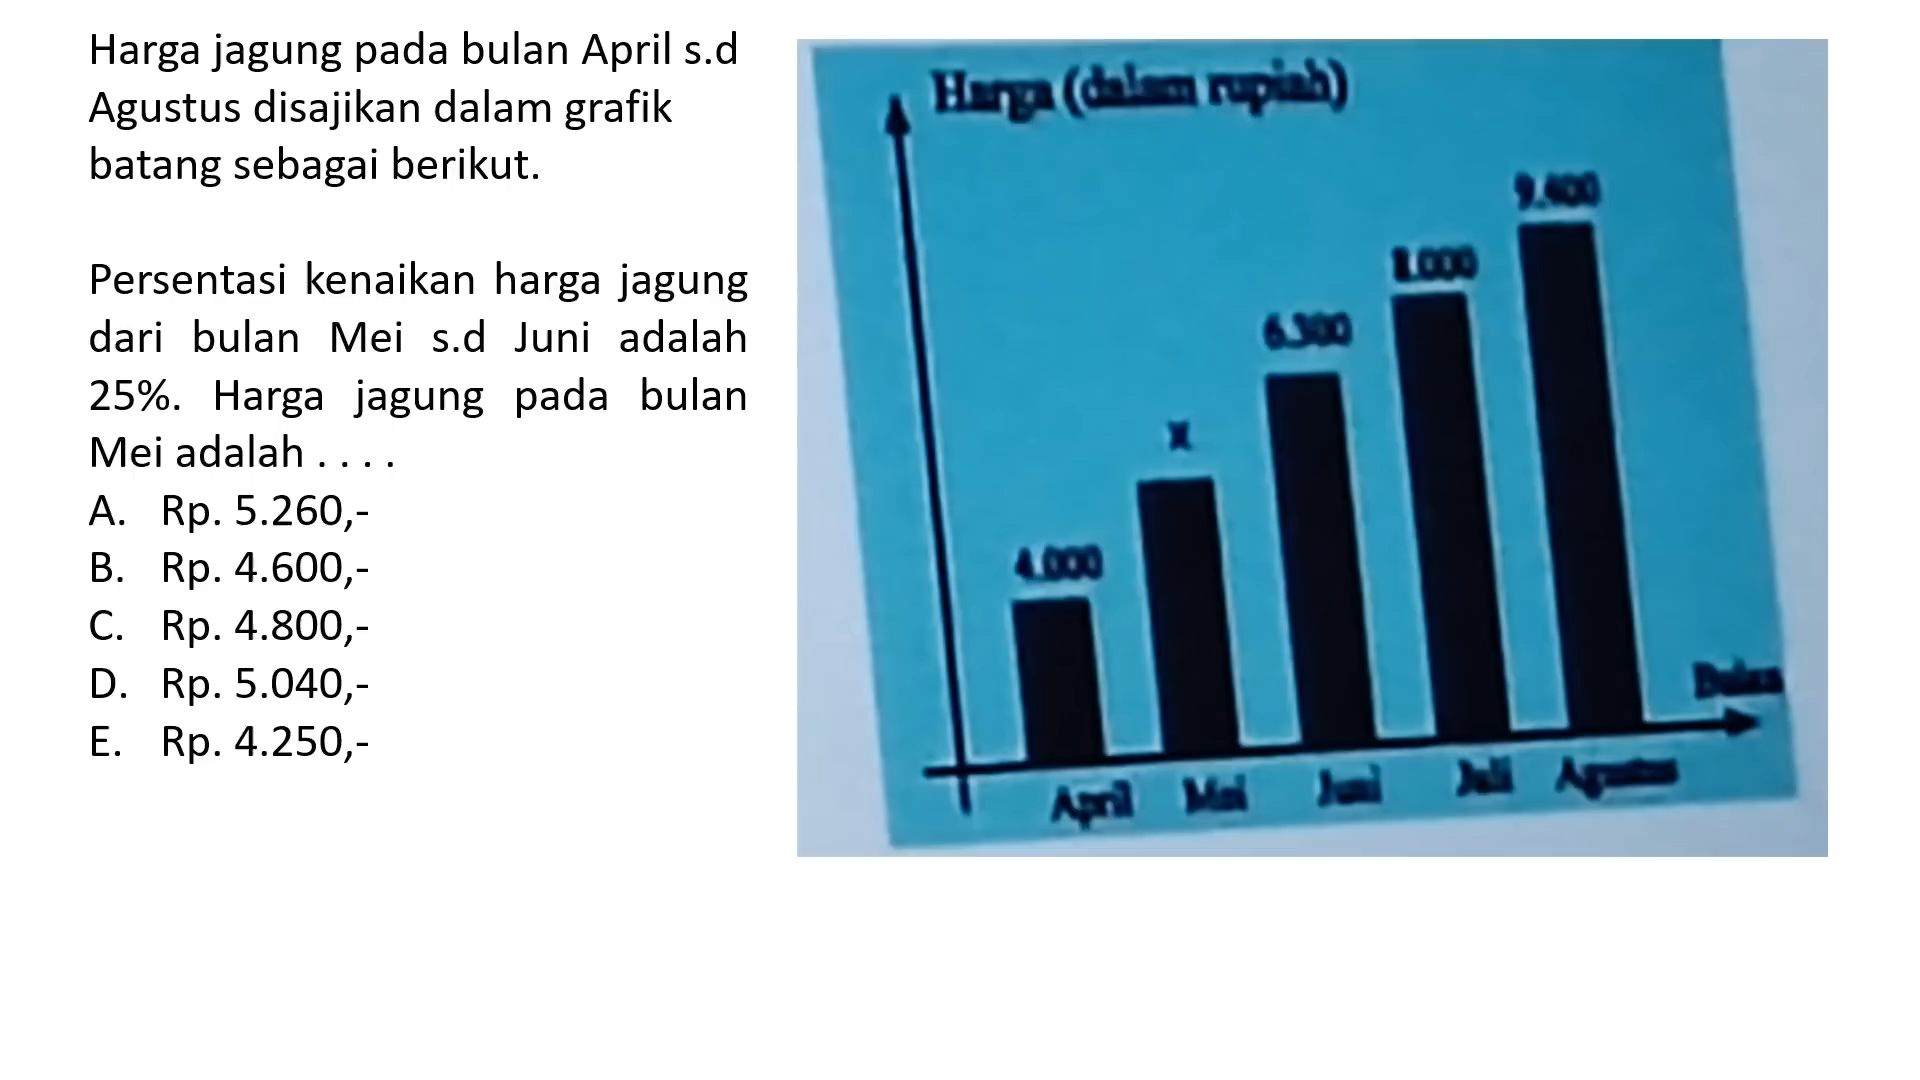 Harga jagung pada bulan April s.d
Agustus disajikan dalam grafik
batang sebagai berikut.
Persentasi kenaikan harga jagung
dari bulan Mei s.d Juni adalah
25%. Harga jagung pada bulan
Mei adalah . . . .
A. Rp. 5.260,-
B. Rp. 4.600,-
C. Rp. 4.800,-
D. Rp. 5.040,-
E. Rp. 4.250,-
Harga (dalam rupiah)
9.400
8.000
6.300
x
4.000
Bulan
April Mei Juni Juli Agustus